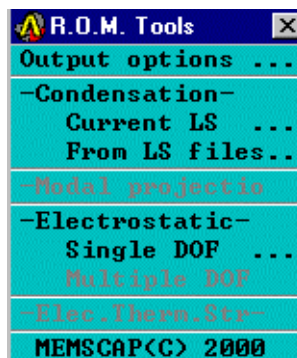 R.O.M. Tools
Output options ...
-Condensation-
Current LS ...
From LS files..
-Modal projectio
-Electrostatic-
Single DOF ...
Multiple DOF
-Elec.Therm.Str-
MEMSCAP(C) 2000